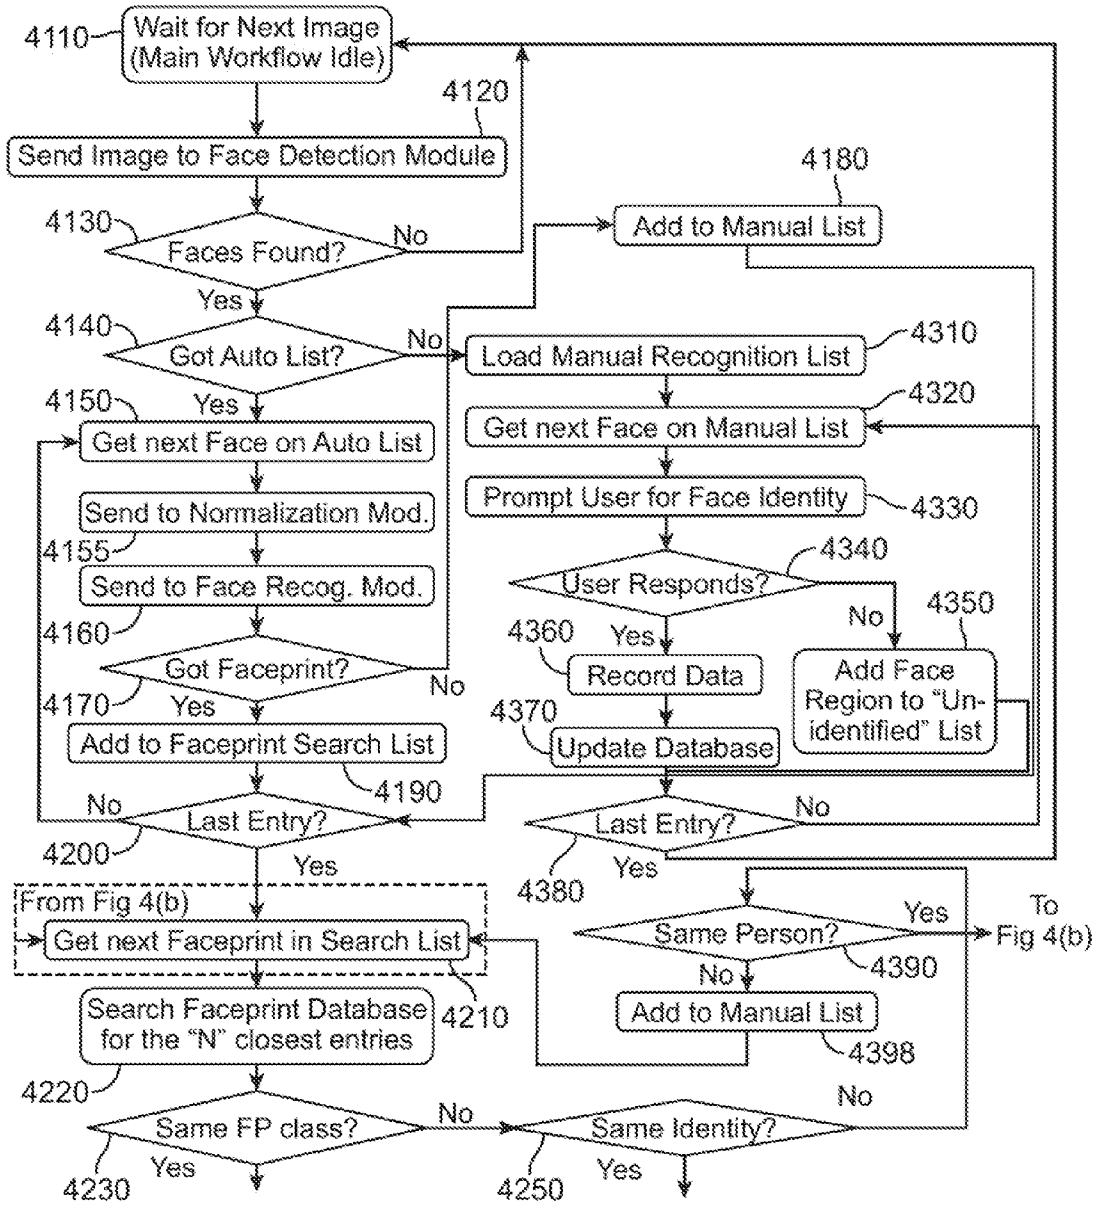 4110
Wait for Next Image
(Main Workflow Idle)
4120
Send Image to Face Detection Module
4130
Faces Found?
No
Yes
4180
Add to Manual List
4140
Got Auto List?
No
Yes
4310
Load Manual Recognition List
4150
Get next Face on Auto List
4320
Get next Face on Manual List
Send to Normalization Mod.
4155
Prompt User for Face Identity
4330
Send to Face Recog. Mod.
4160
4340
User Responds?
No
Yes
4350
Add Face
Region to “Un-
identified” List
4360
Record Data
Got Faceprint?
No
4170
Yes
4370
Update Database
Add to Faceprint Search List
4190
No
Last Entry?
4200
Yes
Last Entry?
No
4380
Yes
From Fig 4(b)
Get next Faceprint in Search List
4210
Same Person?
Yes
To
Fig 4(b)
4390
No
Add to Manual List
4398
Search Faceprint Database
for the “N” closest entries
4220
Same FP class?
No
4230
Yes
Same Identity?
No
4250
Yes